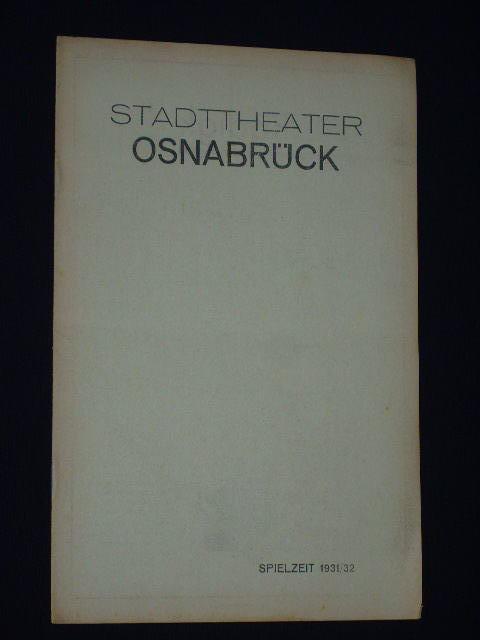 STADTTHEATER
OSNABRÜCK
SPIELZEIT 1931/32